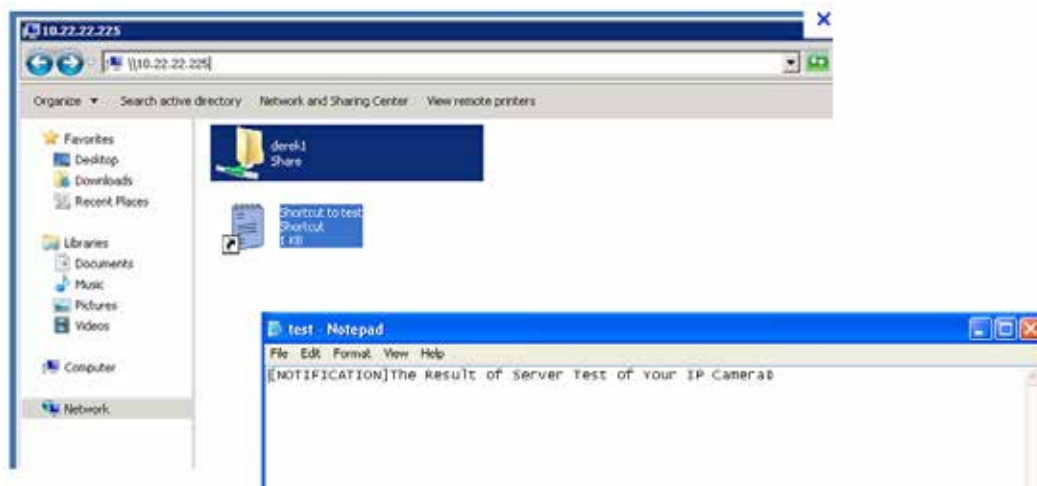 10.22.22.225
\\10.22.22.225
Organize
Search active directory
Network and Sharing Center
View remote printers
Favorites
Desktop
Downloads
Recent Places
Libraries
Documents
Music
Pictures
Videos
Computer
Network
derek1
Share
Shortcut to test
Shortcut
1 KB
test - Notepad
File Edit Format View Help
[NOTIFICATION]The Result of Server Test of Your IP Camera